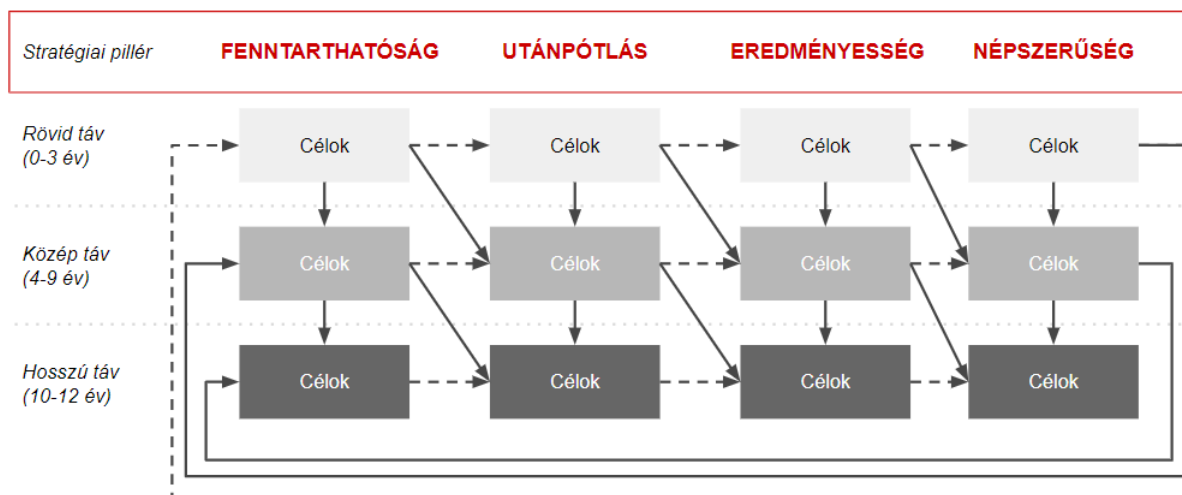 Stratégiai pillér FENNTARTHATÓSÁG UTÁNPÓTLÁS EREDMÉNYESSÉG NÉPSZERŰSÉG
Rövid táv
(0-3 év)
Célok Célok Célok Célok
Közép táv
(4-9 év)
Célok Célok Célok Célok
Hosszú táv
(10-12 év)
Célok Célok Célok Célok